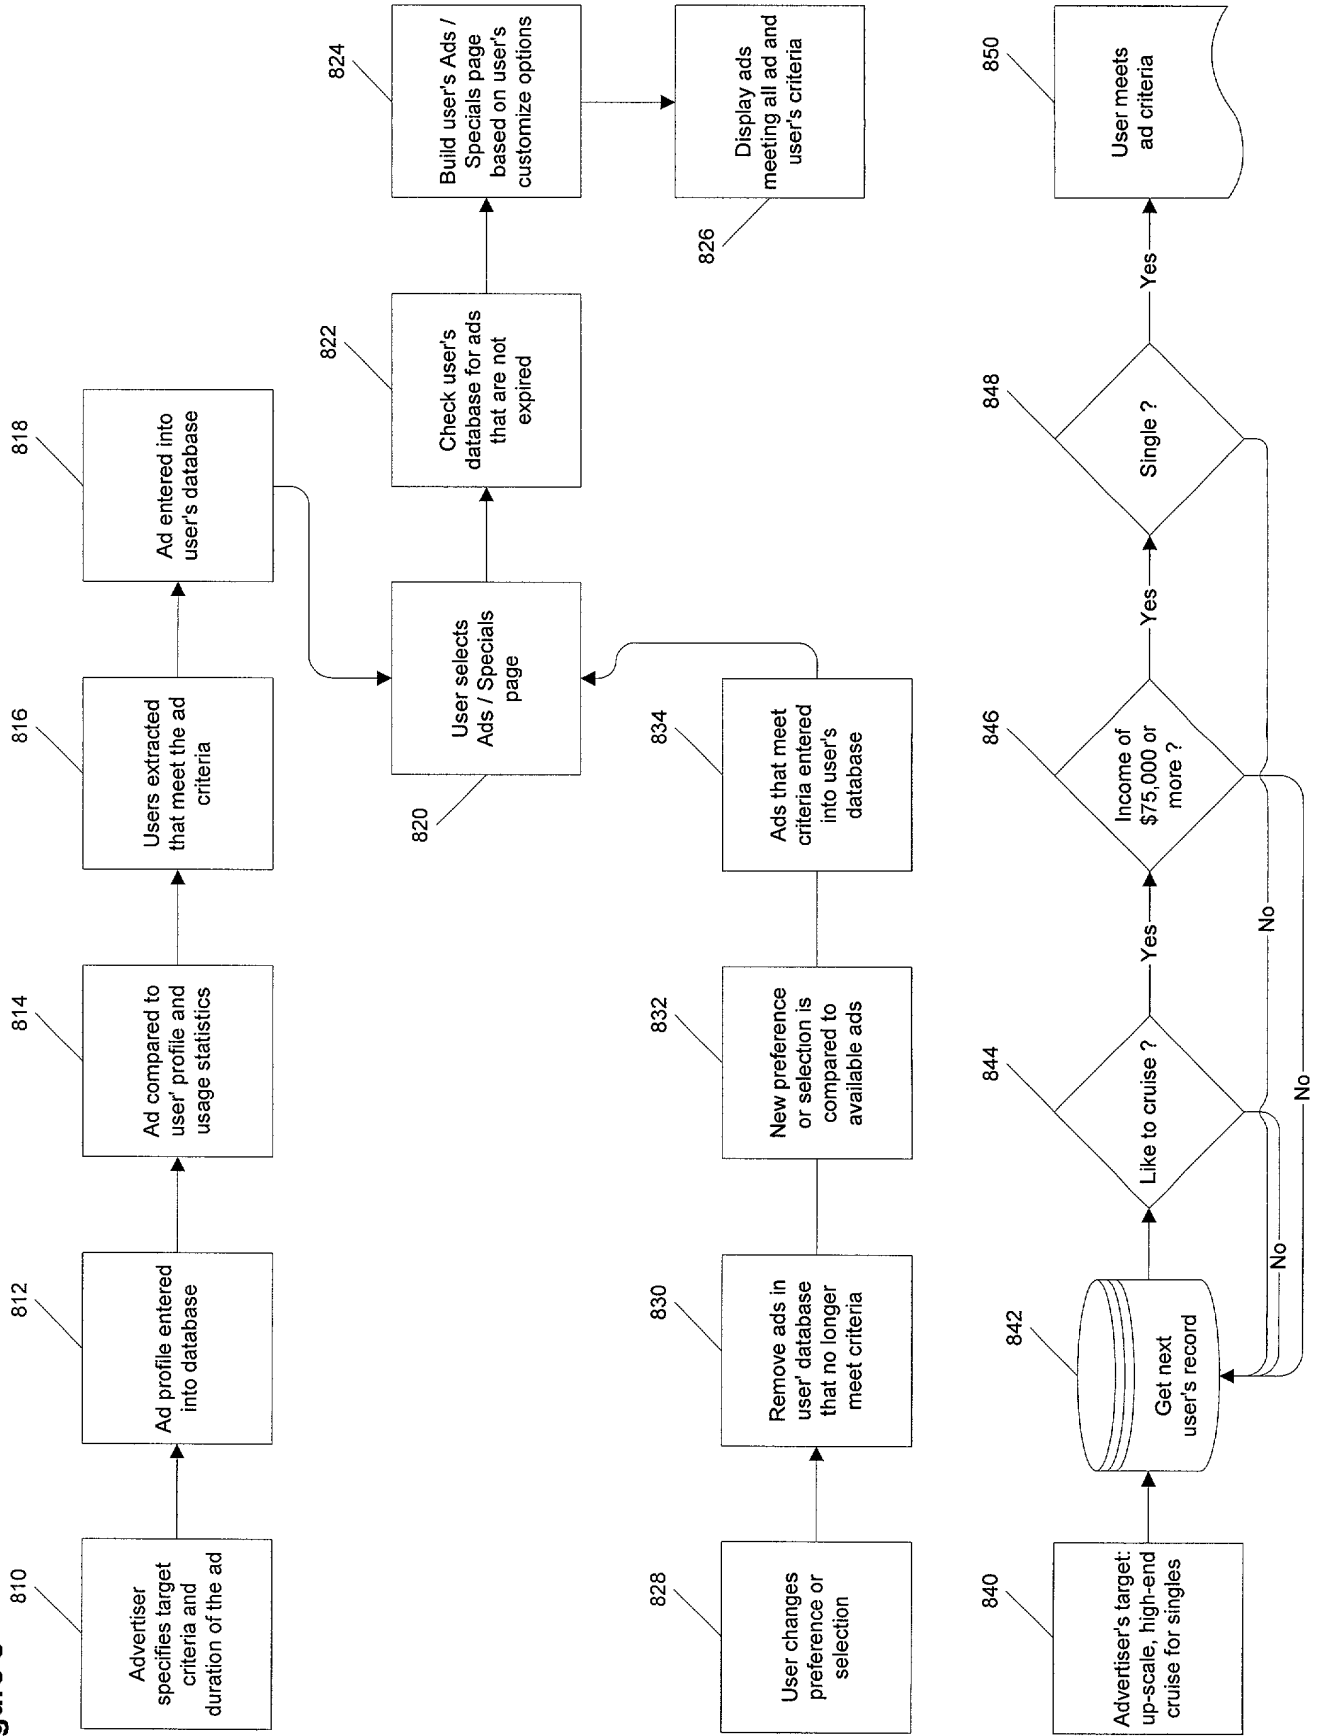 810
Advertiser
specifies target
criteria and
duration of the ad
812
Ad profile entered
into database
814
Ad compared to
user' profile and
usage statistics
816
Users extracted
that meet the ad
criteria
818
Ad entered into
user's database
820
User selects
Ads / Specials
page
822
Check user's
database for ads
that are not
expired
824
Build user's Ads /
Specials page
based on user's
customize options
826
Display ads
meeting all ad and
user's criteria
828
User changes
preference or
selection
830
Remove ads in
user' database
that no longer
meet criteria
832
New preference
or selection is
compared to
available ads
834
Ads that meet
criteria entered
into user's
database
840
Advertiser's target:
up-scale, high-end
cruise for singles
842
Get next
user's record
844
Like to cruise ?
Yes
No
846
Income of
$75,000 or
more ?
Yes
No
848
Single ?
Yes
No
850
User meets
ad criteria